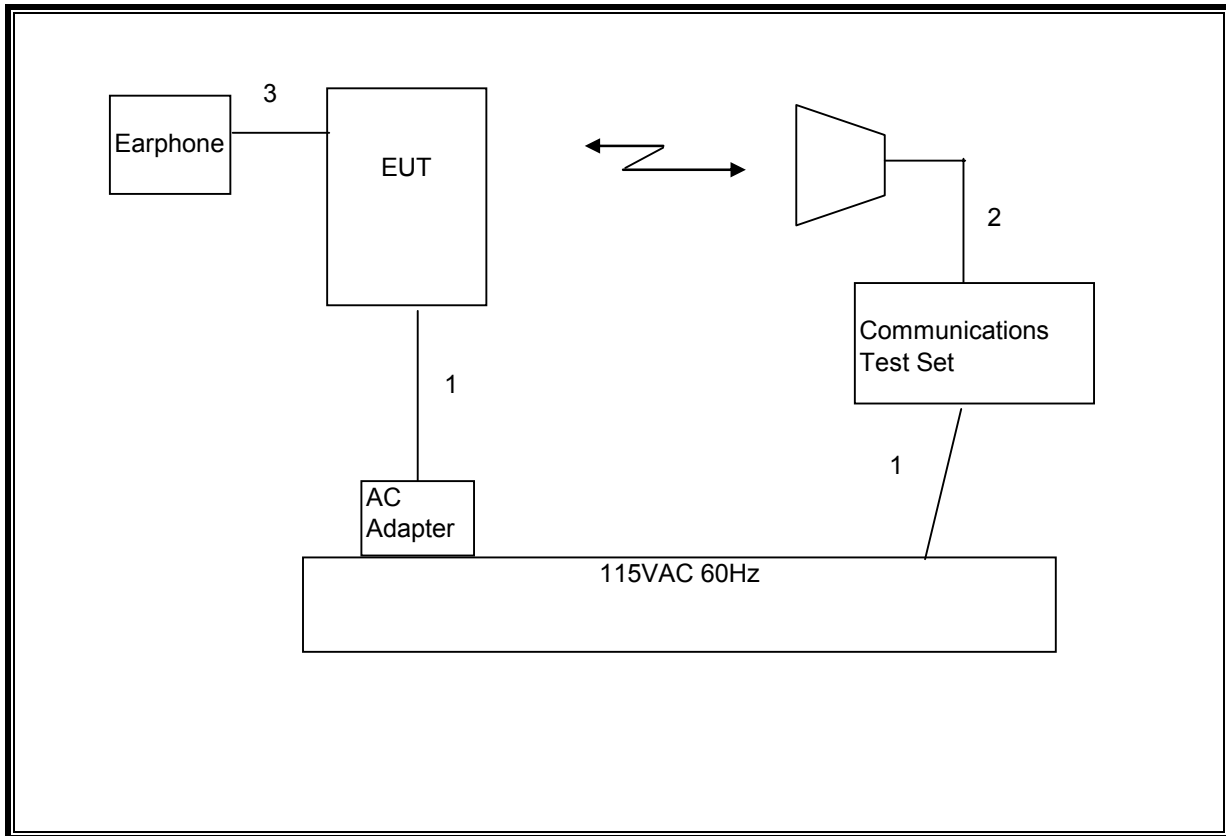 3
Earphone
EUT
2
Communications
Test Set
1
1
AC
Adapter
115VAC 60Hz